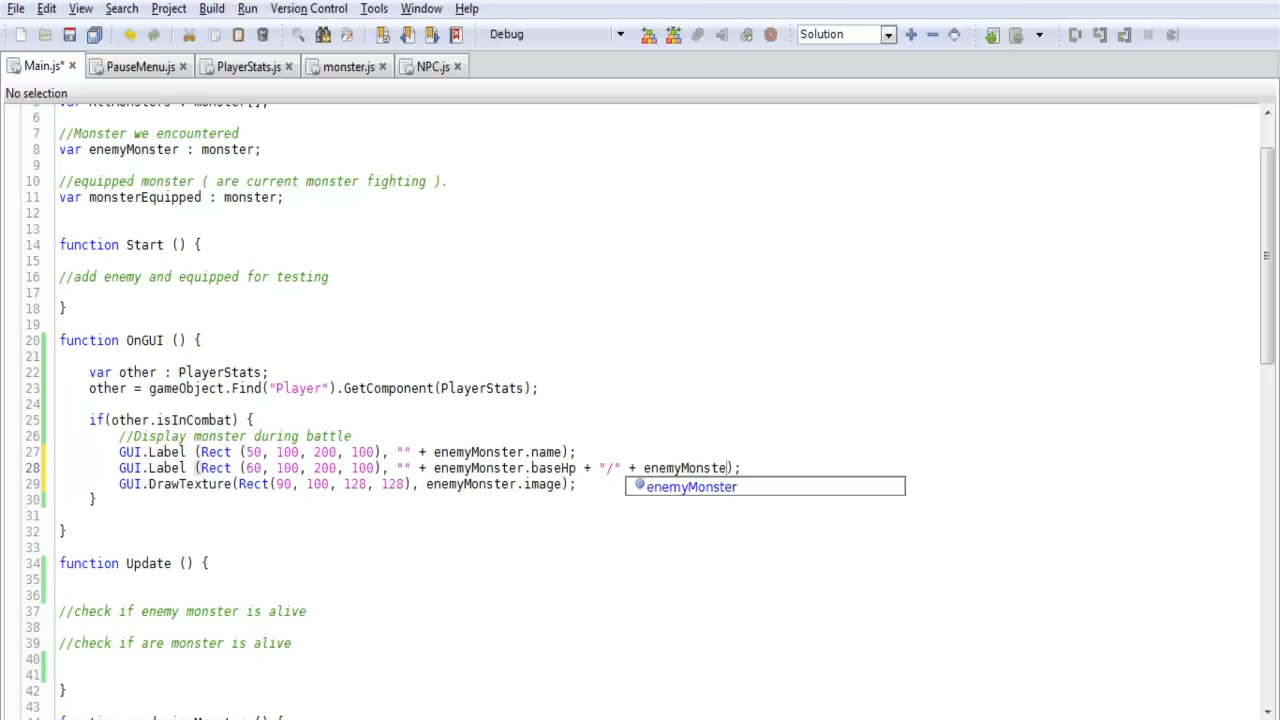 File Edit View Search Project Build Run Version Control Tools Window Help
Debug Solution
Main.js* PauseMenu.js PlayerStats.js monster.js NPC.js
No selection
6
7 //Monster we encountered
8 var enemyMonster : monster;
9
10 //equipped monster ( are current monster fighting ).
11 var monsterEquipped : monster;
12
13
14 function Start () {
15
16 //add enemy and equipped for testing
17
18 }
19
20 function OnGUI () {
21
22 var other : PlayerStats;
23 other = gameObject.Find("Player").GetComponent(PlayerStats);
24
25 if(other.isInCombat) {
26 //Display monster during battle
27 GUI.Label (Rect (50, 100, 200, 100), "" + enemyMonster.name);
28 GUI.Label (Rect (60, 100, 200, 100), "" + enemyMonster.baseHp + "/" + enemyMonste);
29 GUI.DrawTexture(Rect(90, 100, 128, 128), enemyMonster.image);
enemyMonster
30 }
31
32 }
33
34 function Update () {
35
36
37 //check if enemy monster is alive
38
39 //check if are monster is alive
40
41
42 }
43